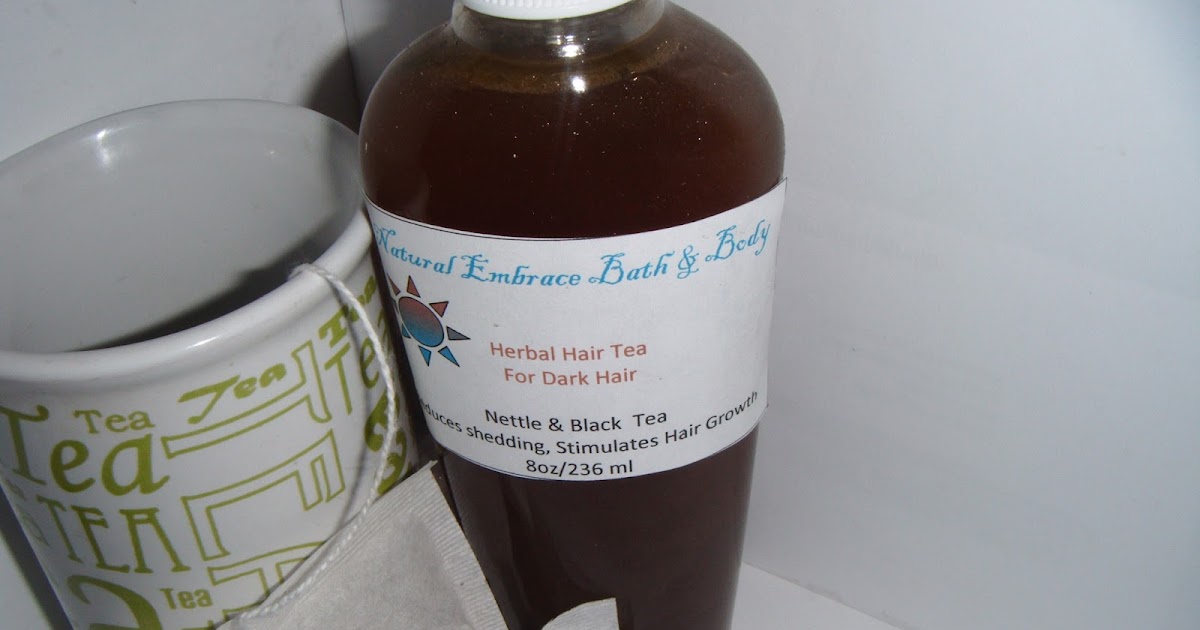 Natural Embrace Bath & Body
Herbal Hair Tea
For Dark Hair
Nettle & Black Tea
shedding, Stimulates Hair Growth
8oz/236 ml
Tea
Tea
Tea
TEA
Tea